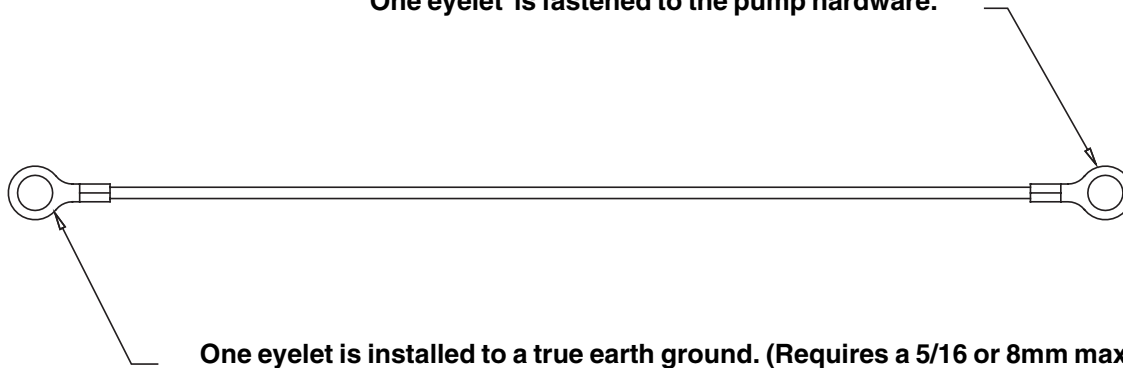 One eyelet is fastened to the pump hardware.
One eyelet is installed to a true earth ground. (Requires a 5/16 or 8mm max